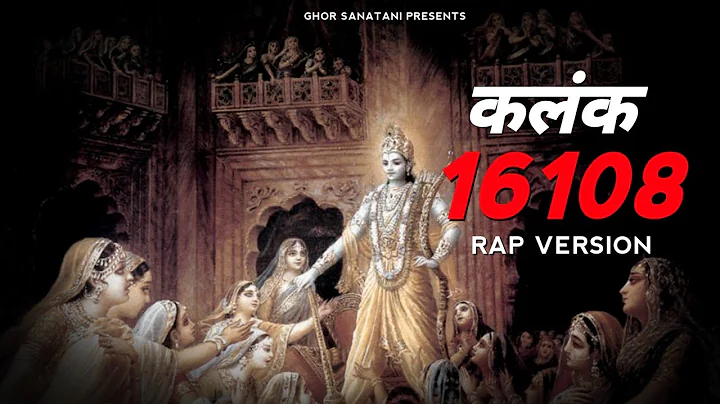 GHOR SANATANI PRESENTS
कलंक
16108
RAP VERSION